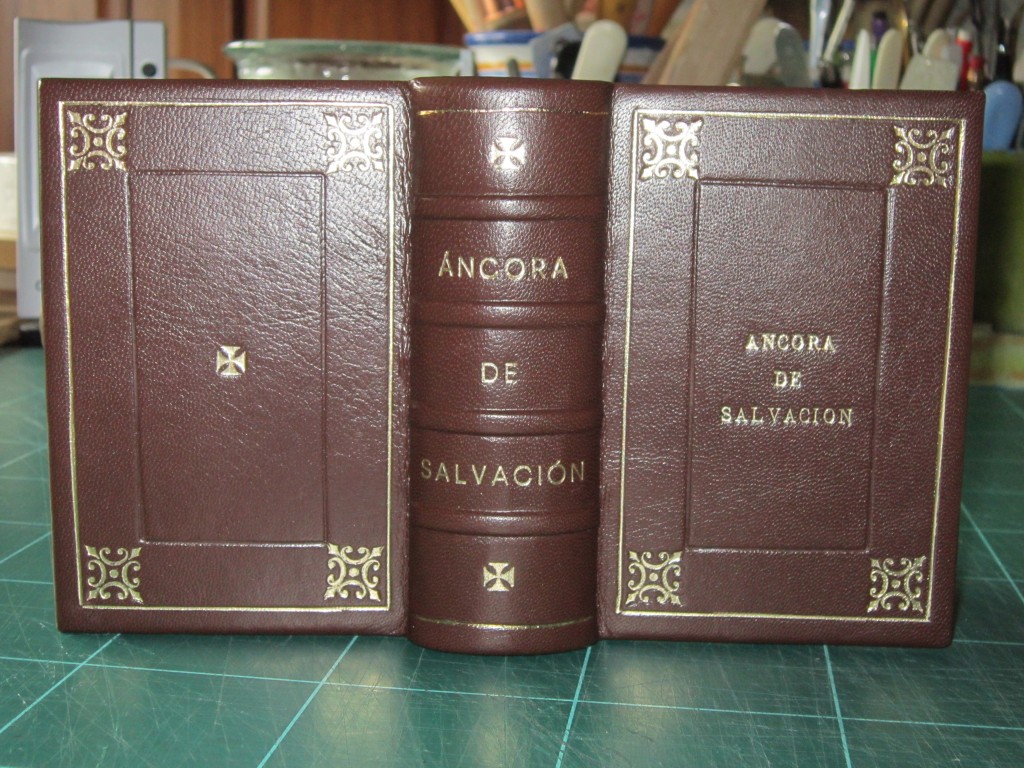 ÁNCORA
DE
SALVACIÓN
ANCORA
DE
SALVACION